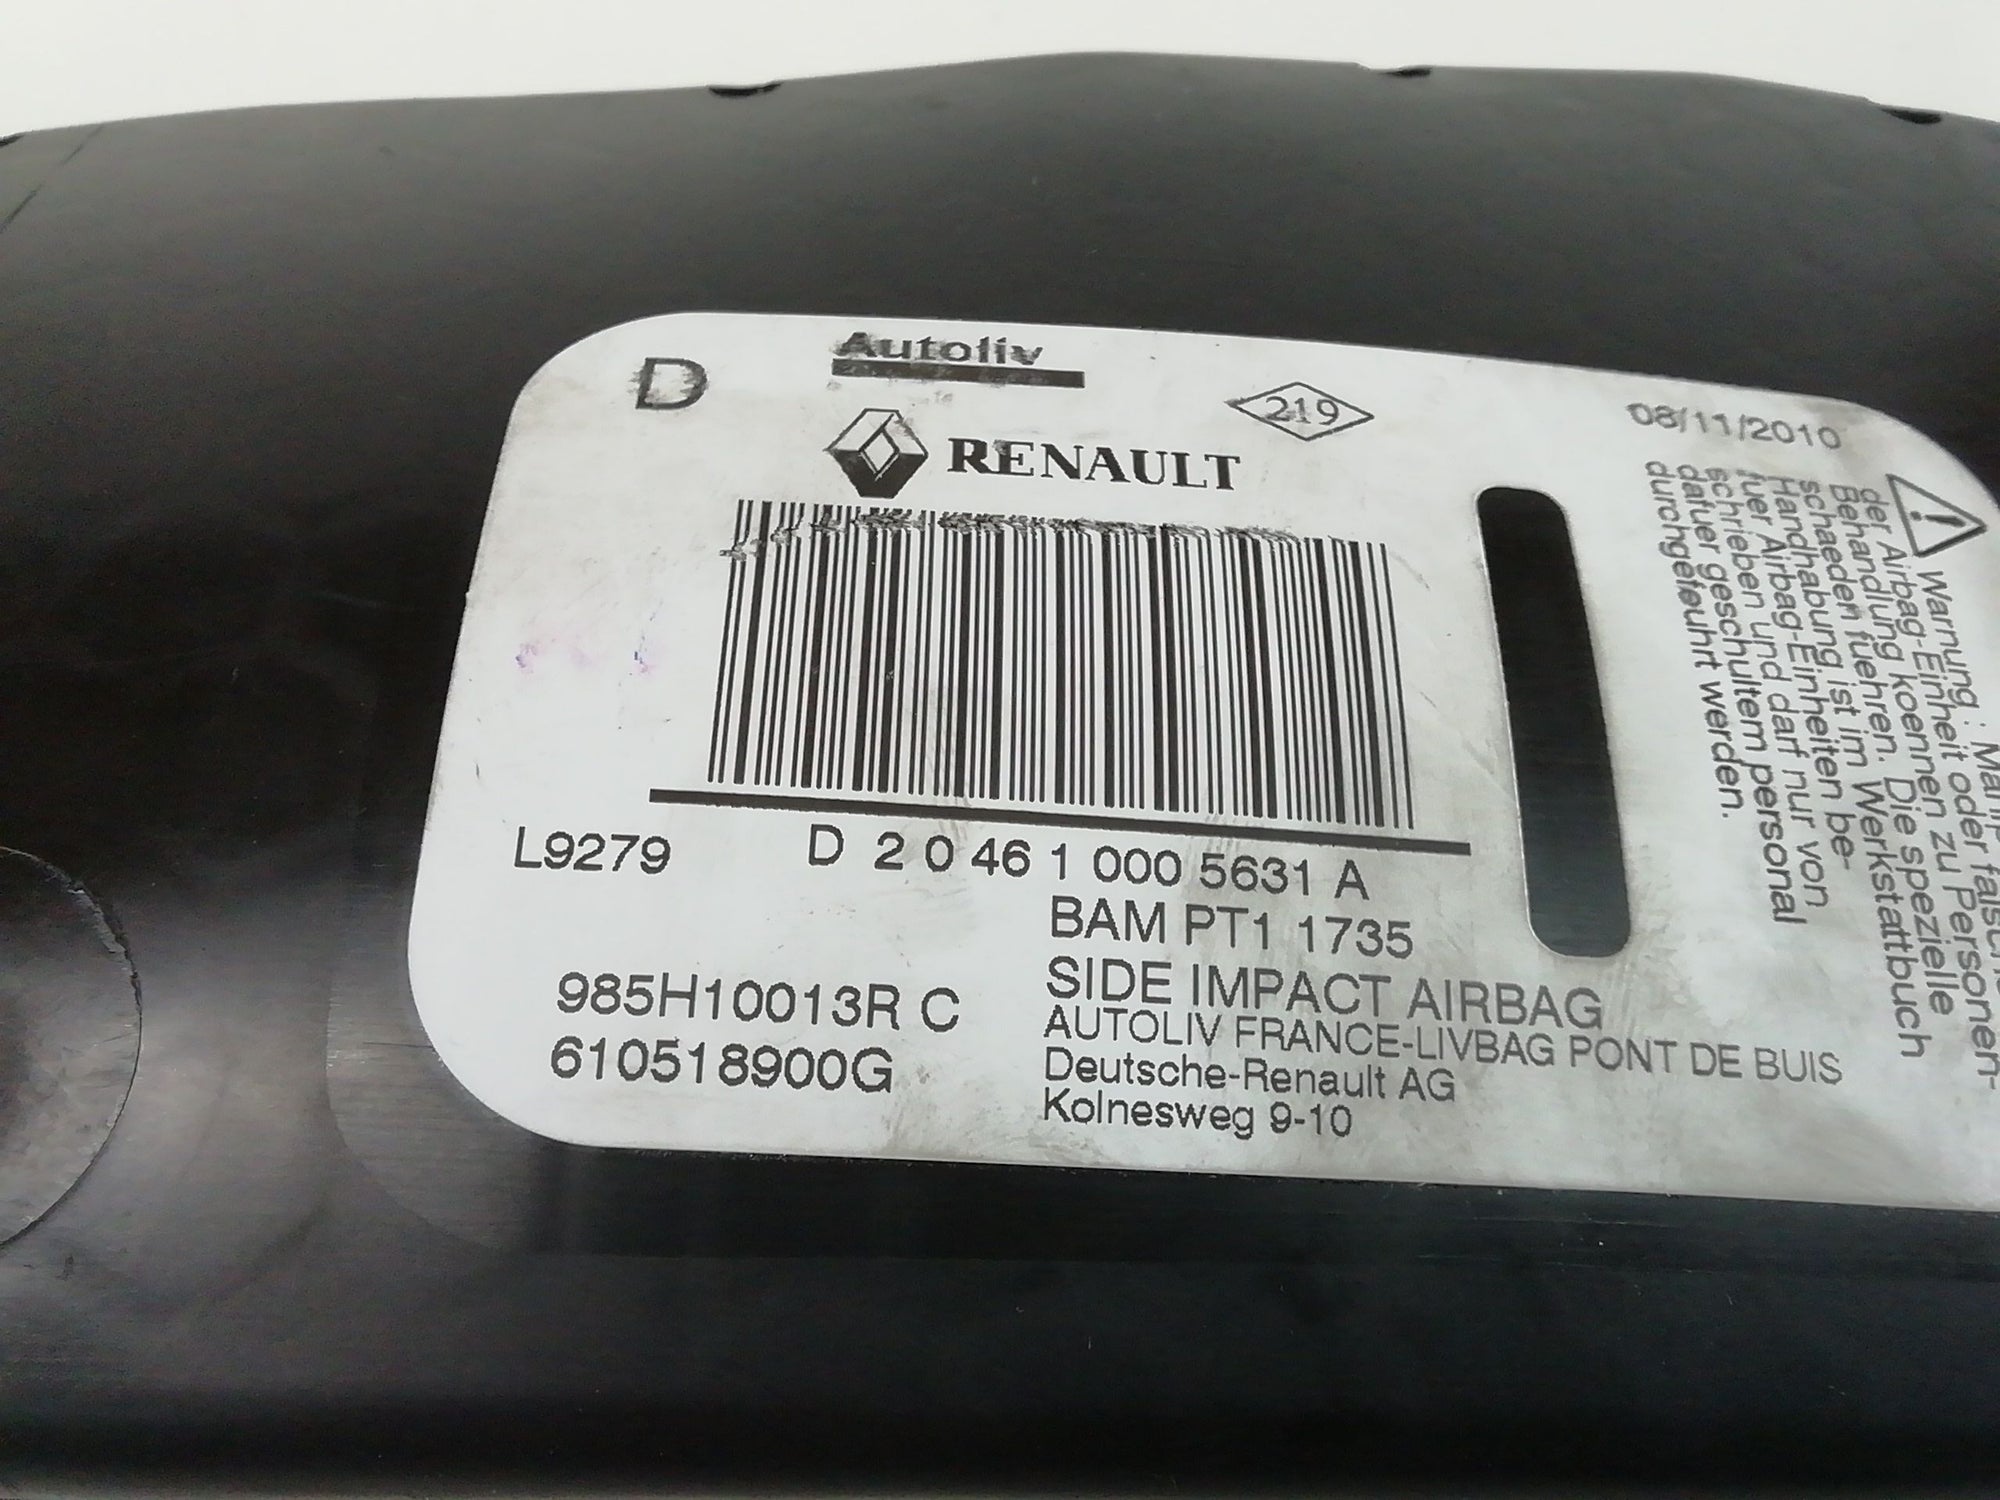 D
Autoliv
219
RENAULT
08/11/2010
L9279
D 2 0 46 1 000 5631 A
BAM PT1 1735
985H10013R C
SIDE IMPACT AIRBAG
610518900G
AUTOLIV FRANCE-LIVBAG PONT DE BUIS
Deutsche-Renault AG
Kolnesweg 9-10
Warnung :
der Airbag-Einheit oder
Behandlung koennen zu Personen-
schaeden fuehren. Die spezielle
Handhabung ist im Werkstattbuch
fuer Airbag-Einheiten be-
schrieben und darf nur von
dafuer geschultem personal
durchgefeuhrt werden.